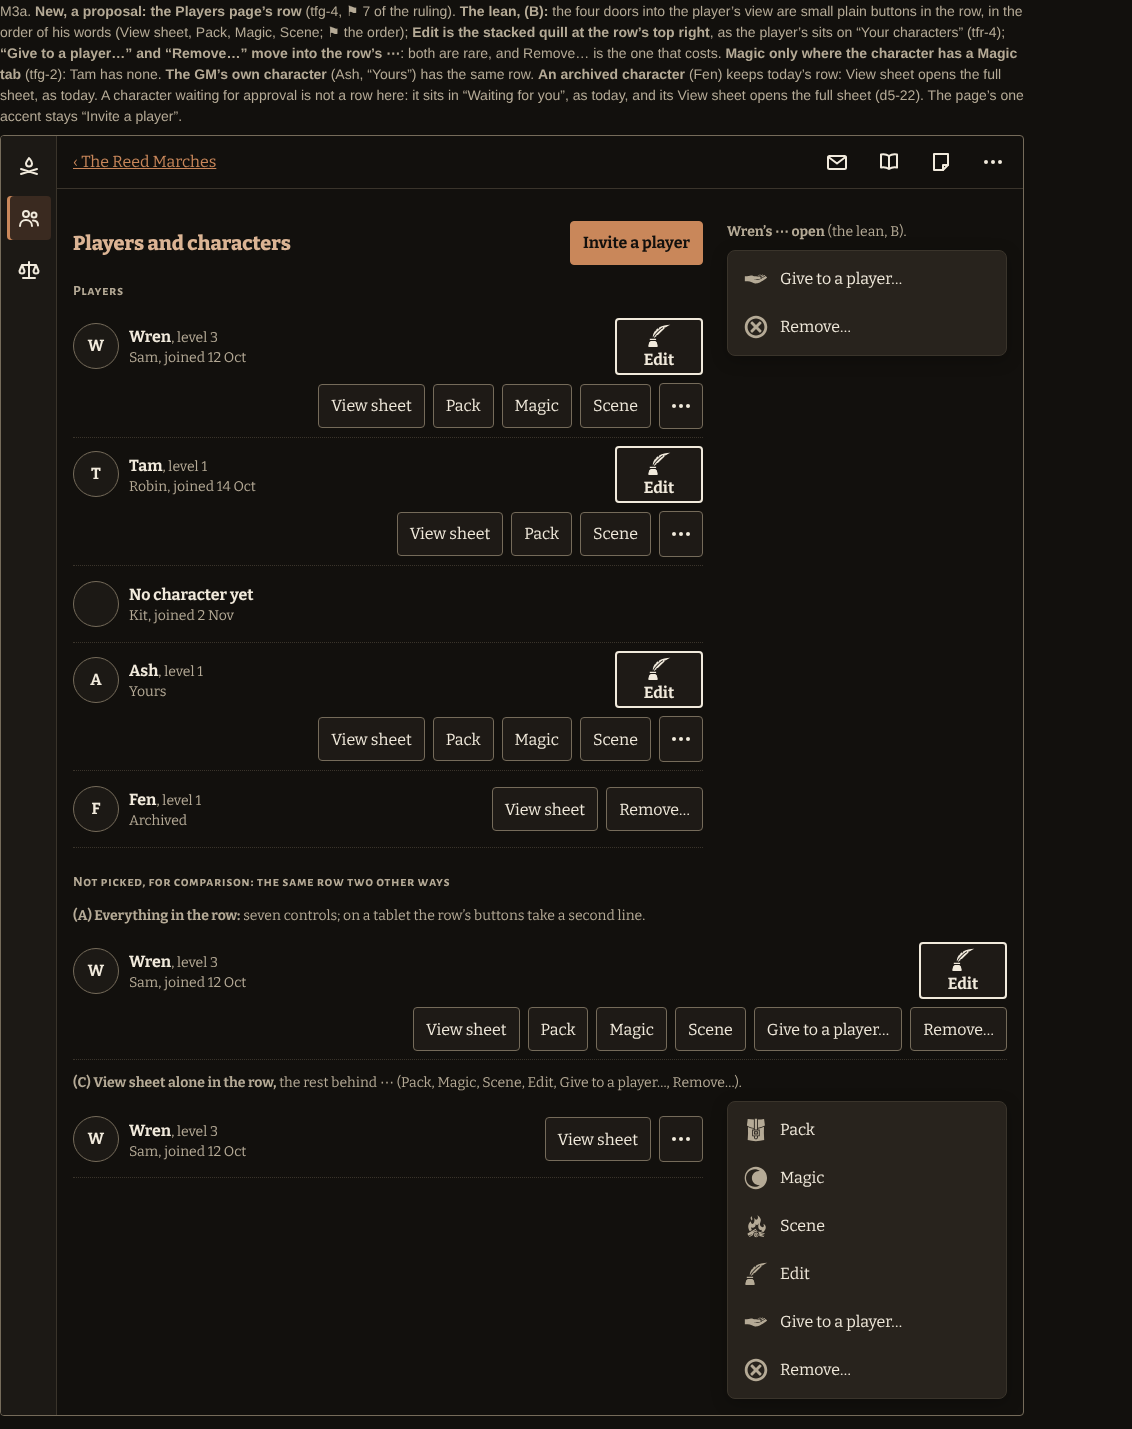 M3a. New, a proposal: the Players page’s row (tfg-4, ⚑ 7 of the ruling). The lean, (B): the four doors into the player’s view are small plain buttons in the row, in the
order of his words (View sheet, Pack, Magic, Scene; ⚑ the order); Edit is the stacked quill at the row’s top right, as the player’s sits on “Your characters” (tfr-4);
“Give to a player…” and “Remove…” move into the row’s ⋯: both are rare, and Remove… is the one that costs. Magic only where the character has a Magic
tab (tfg-2): Tam has none. The GM’s own character (Ash, “Yours”) has the same row. An archived character (Fen) keeps today’s row: View sheet opens the full
sheet, as today. A character waiting for approval is not a row here: it sits in “Waiting for you”, as today, and its View sheet opens the full sheet (d5-22). The page’s one
accent stays “Invite a player”.
‹ The Reed Marches
Players and characters
Invite a player
Wren’s ⋯ open (the lean, B).
Give to a player…
Remove…
Players
W
Wren, level 3
Sam, joined 12 Oct
Edit
View sheet
Pack
Magic
Scene
T
Tam, level 1
Robin, joined 14 Oct
Edit
View sheet
Pack
Scene
No character yet
Kit, joined 2 Nov
A
Ash, level 1
Yours
Edit
View sheet
Pack
Magic
Scene
F
Fen, level 1
Archived
View sheet
Remove…
Not picked, for comparison: the same row two other ways
(A) Everything in the row: seven controls; on a tablet the row’s buttons take a second line.
W
Wren, level 3
Sam, joined 12 Oct
Edit
View sheet
Pack
Magic
Scene
Give to a player…
Remove…
(C) View sheet alone in the row, the rest behind ⋯ (Pack, Magic, Scene, Edit, Give to a player…, Remove…).
W
Wren, level 3
Sam, joined 12 Oct
View sheet
Pack
Magic
Scene
Edit
Give to a player…
Remove…